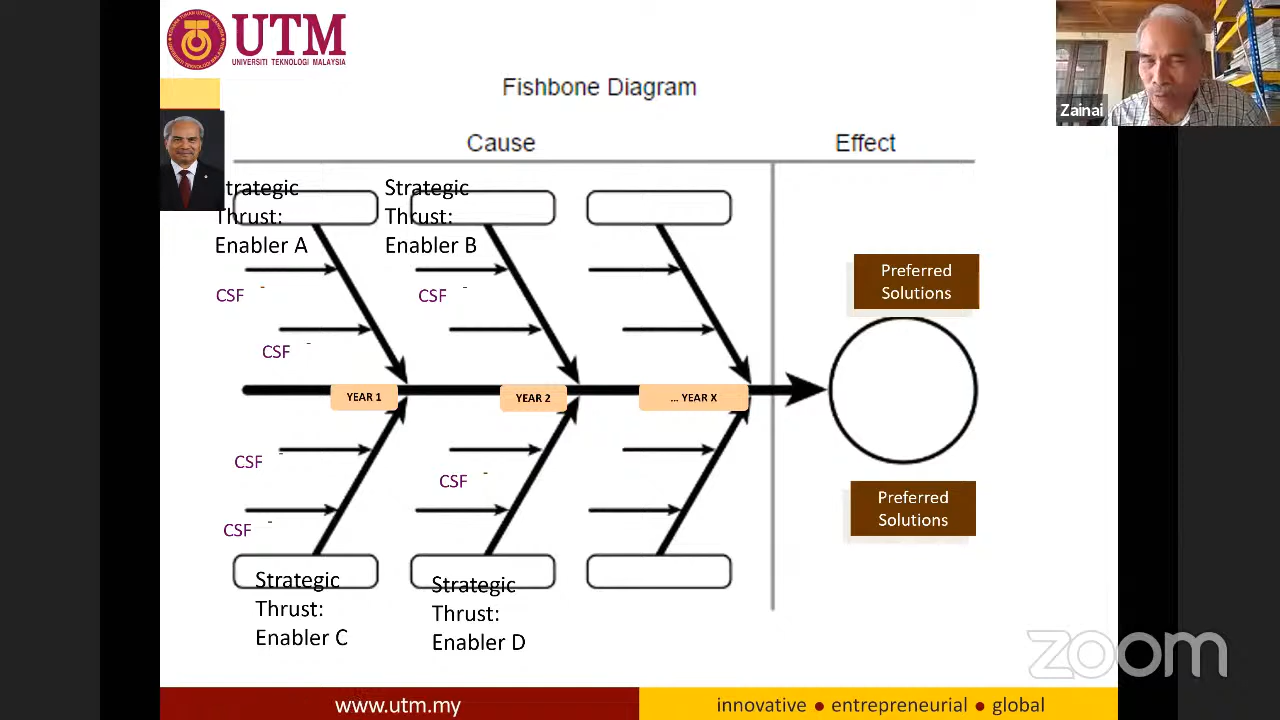 UTM
UNIVERSITI TEKNOLOGI MALAYSIA
Zainai
Fishbone Diagram
Cause
Effect
trategic
Thrust:
Enabler A
Strategic
Thrust:
Enabler B
Preferred
Solutions
CSF
CSF
CSF
YEAR 1
YEAR 2
... YEAR X
CSF
CSF
CSF
Preferred
Solutions
Strategic
Thrust:
Enabler C
Strategic
Thrust:
Enabler D
zoom
www.utm.my
innovative ● entrepreneurial ● global